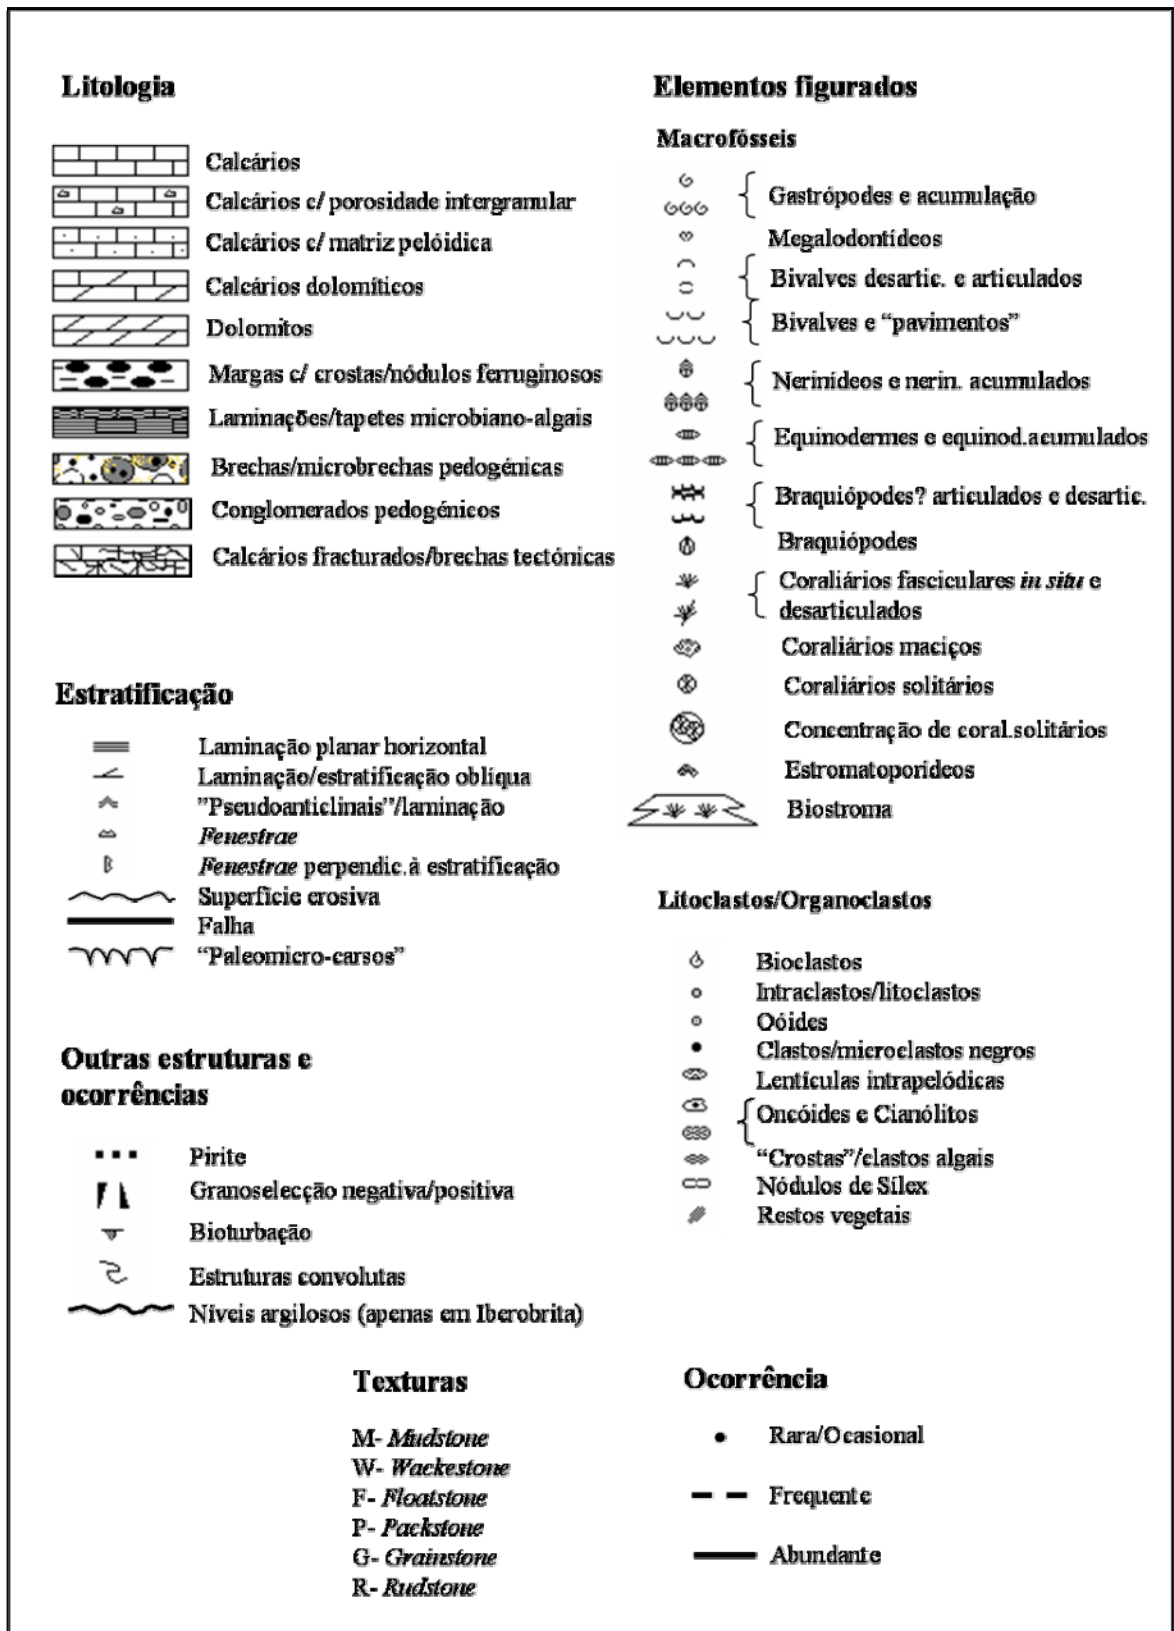 Litologia
Calcários
Calcários c/ porosidade intergranular
Calcários c/ matriz pelóidica
Calcários dolomíticos
Dolomitos
Margas c/ crostas/nódulos ferruginosos
Laminações/tapetes microbiano-algais
Brechas/microbrechas pedogénicas
Conglomerados pedogénicos
Calcários fracturados/brechas tectónicas
Estratificação
Laminação planar horizontal
Laminação/estratificação oblíqua
”Pseudoanticlinais”/laminação
Fenestrae
Fenestrae perpendic. à estratificação
Superfície erosiva
Falha
“Paleomicro-carsos”
Outras estruturas e
ocorrências
Pirite
Granoselecção negativa/positiva
Bioturbação
Estruturas convolutas
Níveis argilosos (apenas em Iberobrita)
Elementos figurados
Macrofósseis
Gastrópodes e acumulação
Megalodontídeos
Bivalves desartic. e articulados
Bivalves e “pavimentos”
Nerinídeos e nerin. acumulados
Equinodermes e equinod.acumulados
Braquiópodes? articulados e desartic.
Braquiópodes
Coraliários fasciculares in situ e
desarticulados
Coraliários maciços
Coraliários solitários
Concentração de coral.solitários
Estromatoporídeos
Biostroma
Litoclastos/Organoclastos
Bioclastos
Intraclastos/litoclastos
Oóides
Clastos/microclastos negros
Lentículas intrapelódicas
Oncóides e Cianólitos
“Crostas”/clastos algais
Nódulos de Sílex
Restos vegetais
Texturas
M- Mudstone
W- Wackestone
F- Floatstone
P- Packstone
G- Grainstone
R- Rudstone
Ocorrência
Rara/Ocasional
Frequente
Abundante